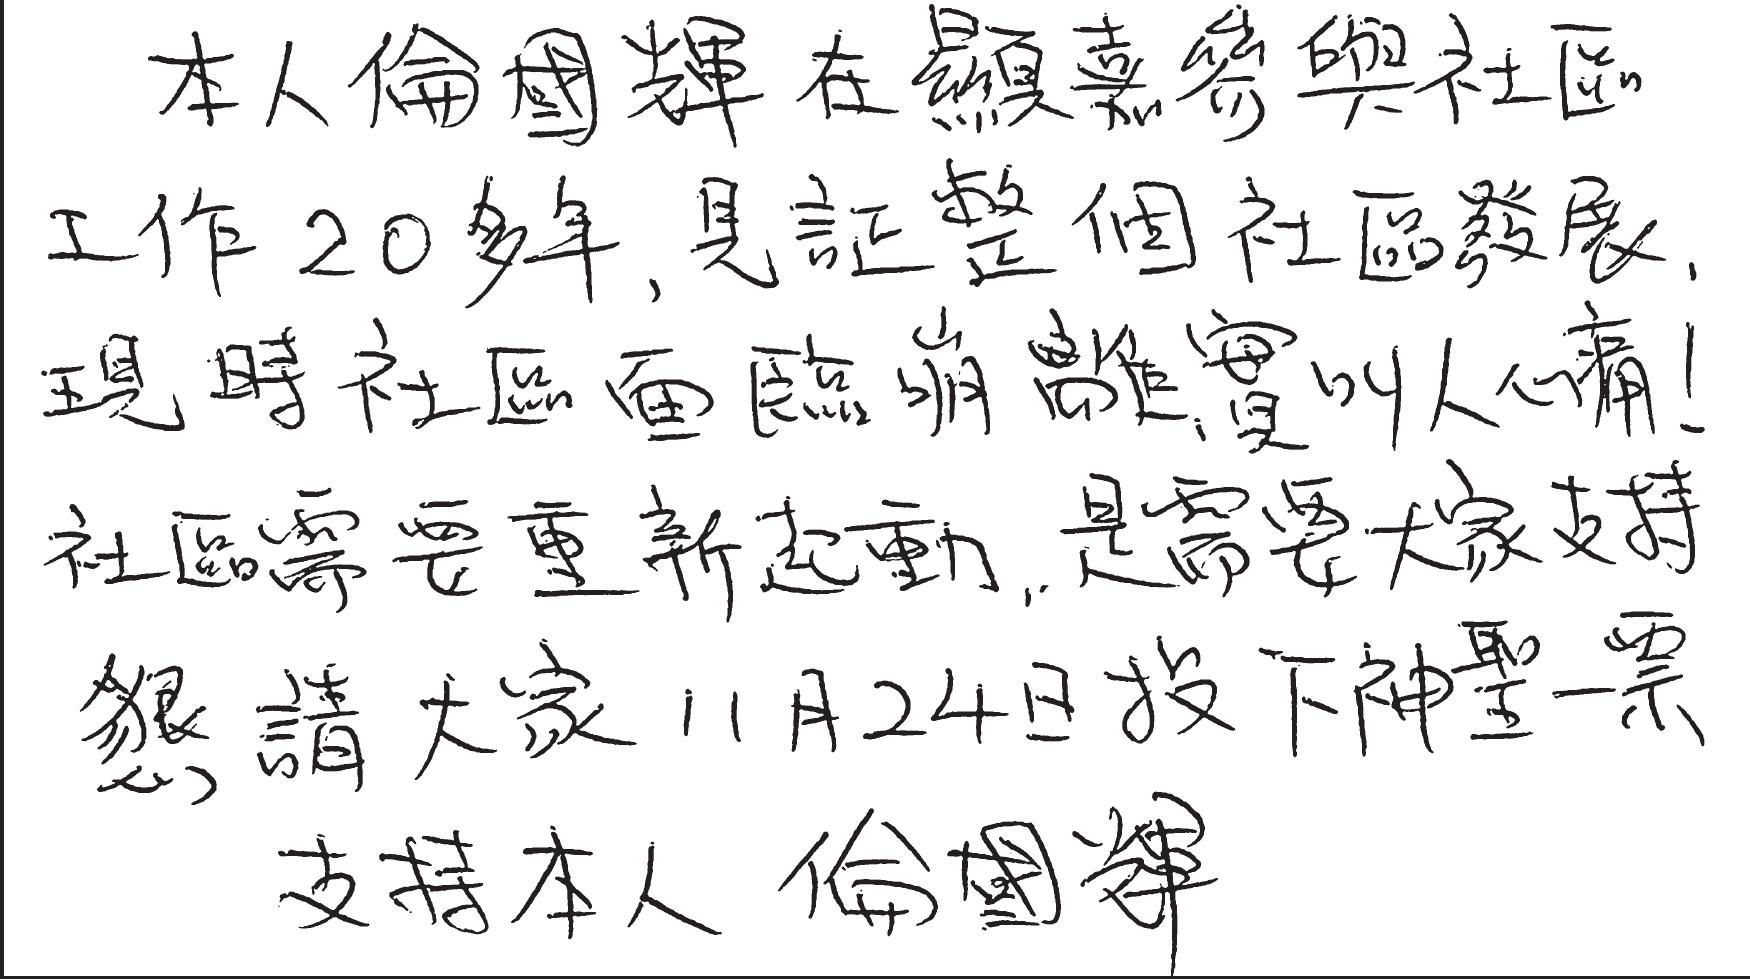 本人倫國輝在顯嘉參與社區
工作20多年,見証整個社區發展,
現時社區面臨崩離,實叫人心痛!
社區需要重新起動,是需要大家支持
懇請大家11月24日投下神聖一票、
支持本人 倫國輝